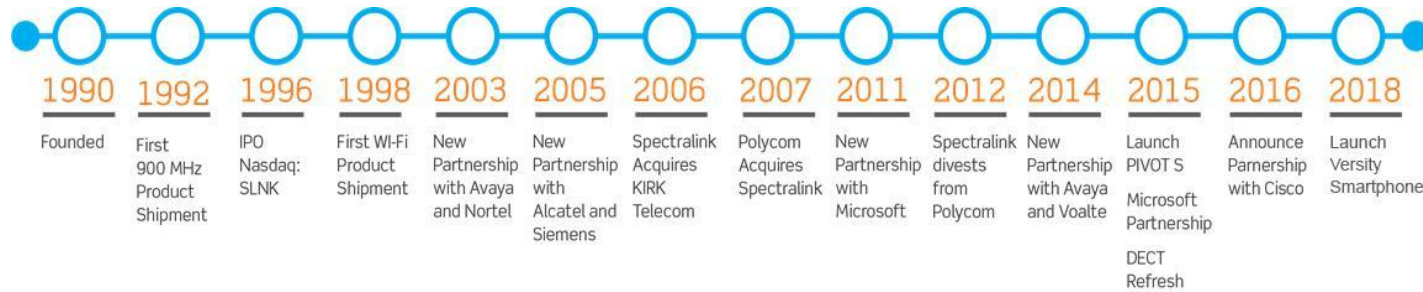 1990
Founded
1992
First
900 MHz
Product
Shipment
1996
IPO
Nasdaq:
SLNK
1998
First WI-Fi
Product
Shipment
2003
New
Partnership
with Avaya
and Nortel
2005
New
Partnership
with
Alcatel and
Siemens
2006
Spectralink
Acquires
KIRK
Telecom
2007
Polycom
Acquires
Spectralink
2011
New
Partnership
with
Microsoft
2012
Spectralink
divests
from
Polycom
2014
New
Partnership
with Avaya
and Voalte
2015
Launch
PIVOT S
Microsoft
Partnership
DECT
Refresh
2016
Announce
Parnership
with Cisco
2018
Launch
Versity
Smartphone